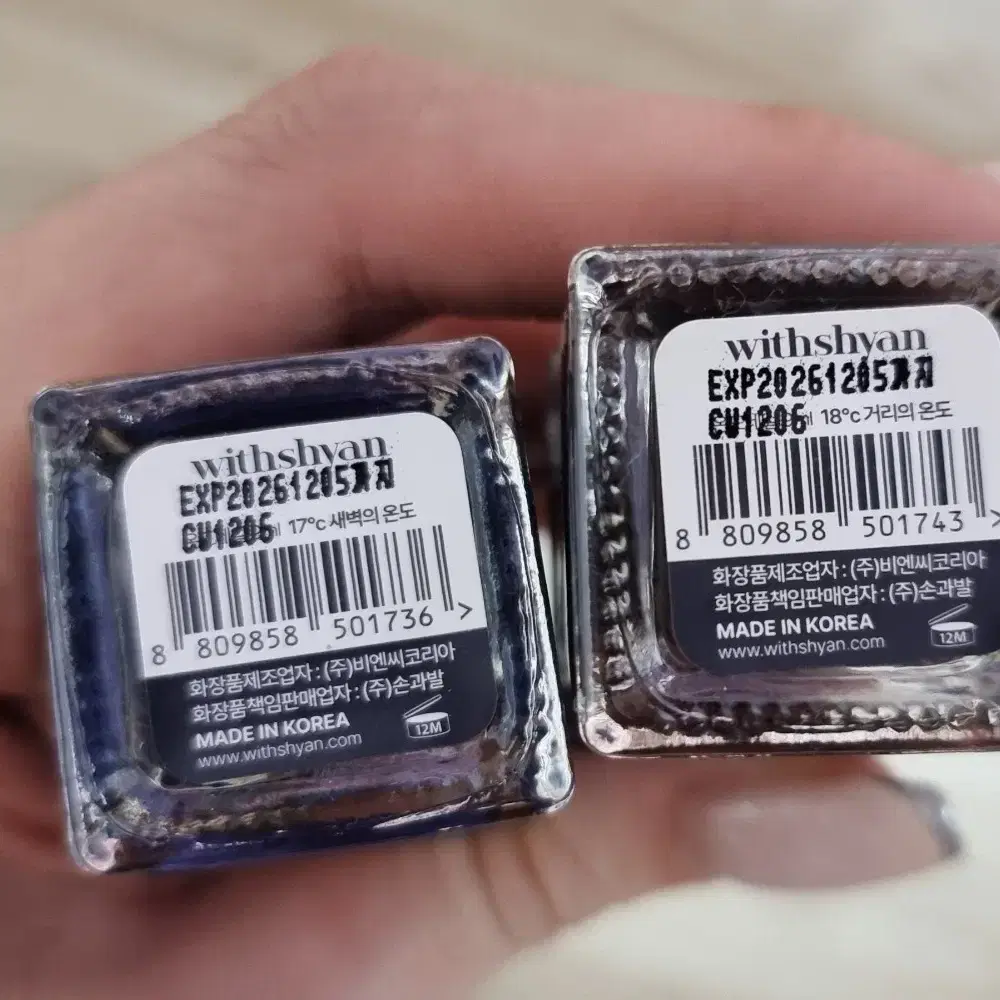 withshyan
EXP20261205까지
CU1206
17°c 새벽의 온도
8 809858 501736 >
화장품제조업자 : (주)비엔씨코리아
화장품책임판매업자 : (주)손과발
MADE IN KOREA
12M
www.withshyan.com
withshyan
EXP20261205까지
CU1206
18°c 거리의 온도
8 809858 501743 >
화장품제조업자 : (주)비엔씨코리아
화장품책임판매업자 : (주)손과발
MADE IN KOREA
12M
www.withshyan.com